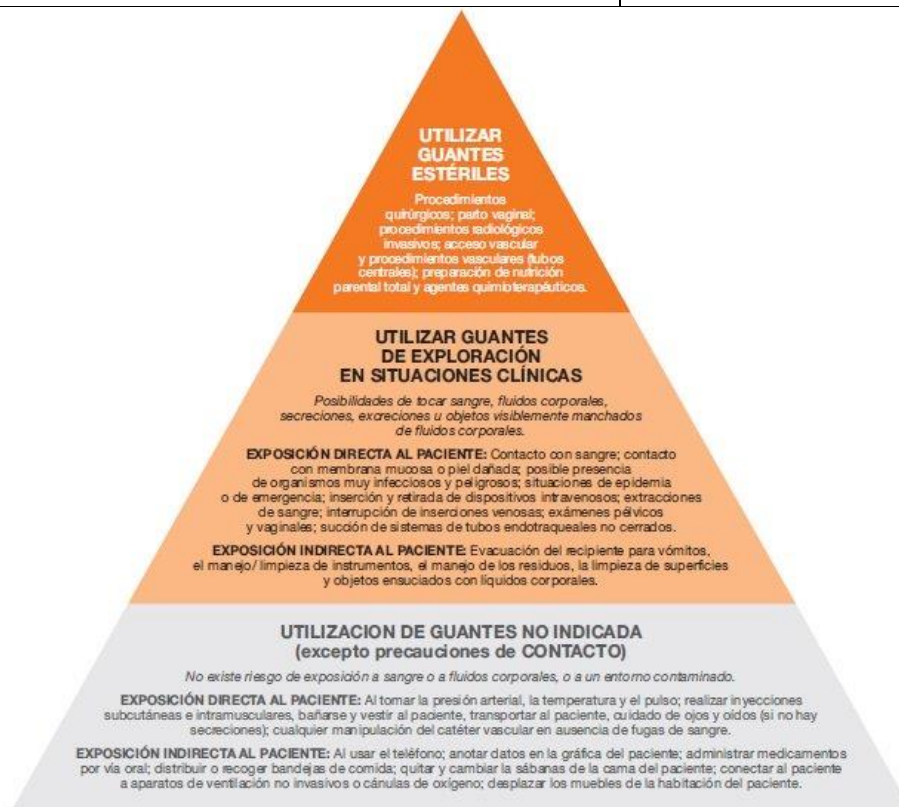 UTILIZAR
GUANTES
ESTÉRILES
Procedimientos
quirúrgicos; parto vaginal;
procedimientos radiológicos
invasivos; acceso vascular
y procedimientos vasculares (tubos
centrales); preparación de nutrición
parental total y agentes quimioterapéuticos.
UTILIZAR GUANTES
DE EXPLORACIÓN
EN SITUACIONES CLÍNICAS
Posibilidades de tocar sangre, fluidos corporales,
secreciones, excreciones u objetos visiblemente manchados
de fluidos corporales.
EXPOSICIÓN DIRECTA AL PACIENTE: Contacto con sangre; contacto
con membrana mucosa o piel dañada; posible presencia
de organismos muy infecciosos y peligrosos; situaciones de epidemia
o de emergencia; inserción y retirada de dispositivos intravenosos; extracciones
de sangre; interrupción de inserciones venosas; exámenes pélvicos
y vaginales; succión de sistemas de tubos endotraqueales no cerrados.
EXPOSICIÓN INDIRECTA AL PACIENTE: Evacuación del recipiente para vómitos,
el manejo/limpieza de instrumentos, el manejo de los residuos, la limpieza de superficies
y objetos ensuciados con líquidos corporales.
UTILIZACION DE GUANTES NO INDICADA
(excepto precauciones de CONTACTO)
No existe riesgo de exposición a sangre o a fluidos corporales, o a un entorno contaminado.
EXPOSICIÓN DIRECTA AL PACIENTE: Al tomar la presión arterial, la temperatura y el pulso; realizar inyecciones
subcutáneas e intramusculares, bañarse y vestir al paciente, transportar al paciente, cuidado de ojos y oídos (si no hay
secreciones); cualquier manipulación del catéter vascular en ausencia de fugas de sangre.
EXPOSICIÓN INDIRECTA AL PACIENTE: Al usar el teléfono; anotar datos en la gráfica del paciente; administrar medicamentos
por vía oral; distribuir o recoger bandejas de comida; quitar y cambiar la sábanas de la cama del paciente; conectar al paciente
a aparatos de ventilación no invasivos o cánulas de oxígeno; desplazar los muebles de la habitación del paciente.